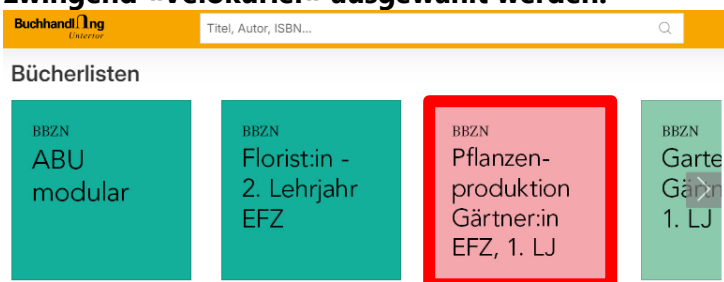 zwingend «Velokurier» ausgewählt werden.
Buchhandlung
Untertor
Titel, Autor, ISBN...
Bücherlisten
BBZN
ABU
modular
BBZN
Florist:in -
2. Lehrjahr
EFZ
BBZN
Pflanzen-
produktion
Gärtner:in
EFZ, 1. LJ
BBZN
Garte
Gärtn
1. LJ